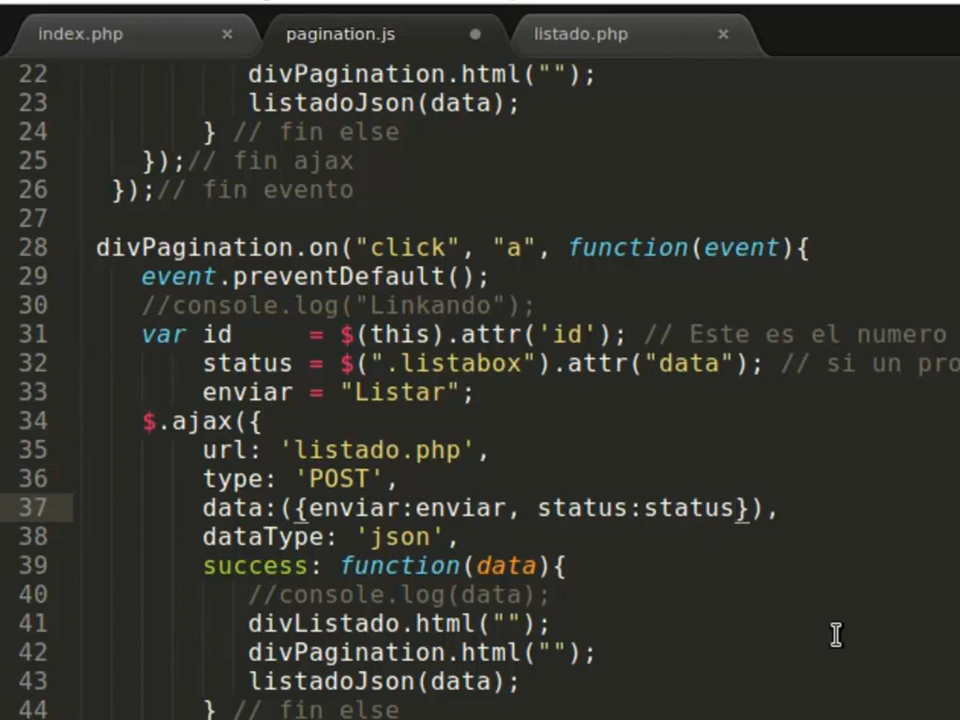 index.php × pagination.js listado.php ×
22 divPagination.html("");
23 listadoJson(data);
24 } // fin else
25 });// fin ajax
26 });// fin evento
27
28 divPagination.on("click", "a", function(event){
29 event.preventDefault();
30 //console.log("Linkando");
31 var id = $(this).attr('id'); // Este es el numero
32 status = $(".listabox").attr("data"); // si un pro
33 enviar = "Listar";
34 $.ajax({
35 url: 'listado.php',
36 type: 'POST',
37 data:({enviar:enviar, status:status}),
38 dataType: 'json',
39 success: function(data){
40 //console.log(data);
41 divListado.html("");
42 divPagination.html("");
43 listadoJson(data);
44 } // fin else